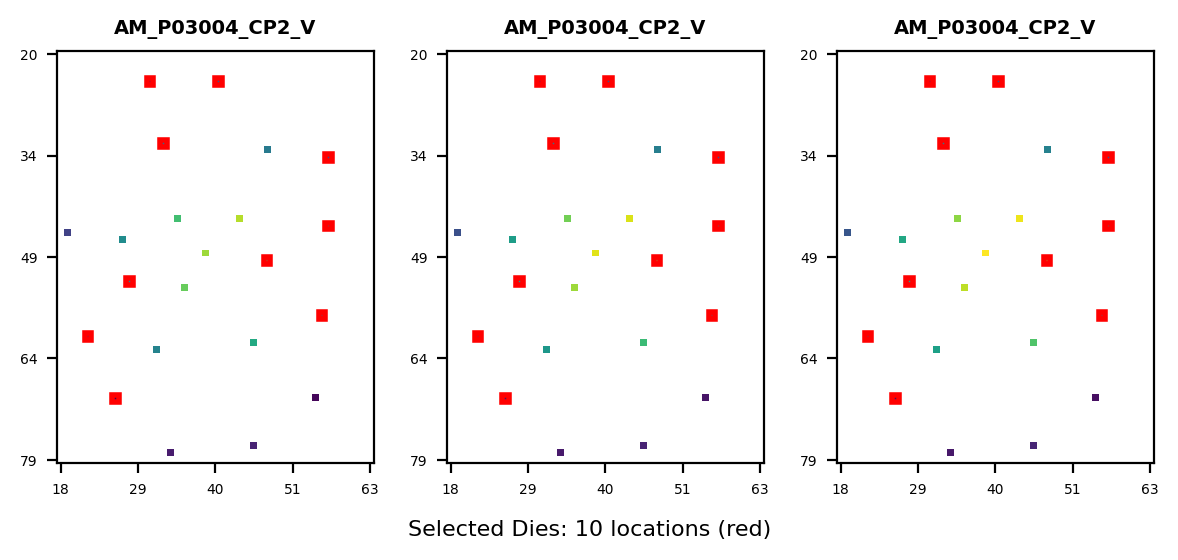 AM_P03004_CP2_V AM_P03004_CP2_V AM_P03004_CP2_V
20 20 20
34 34 34
49 49 49
64 64 64
79 79 79
18 29 40 51 63 18 29 40 51 63 18 29 40 51 63
Selected Dies: 10 locations (red)